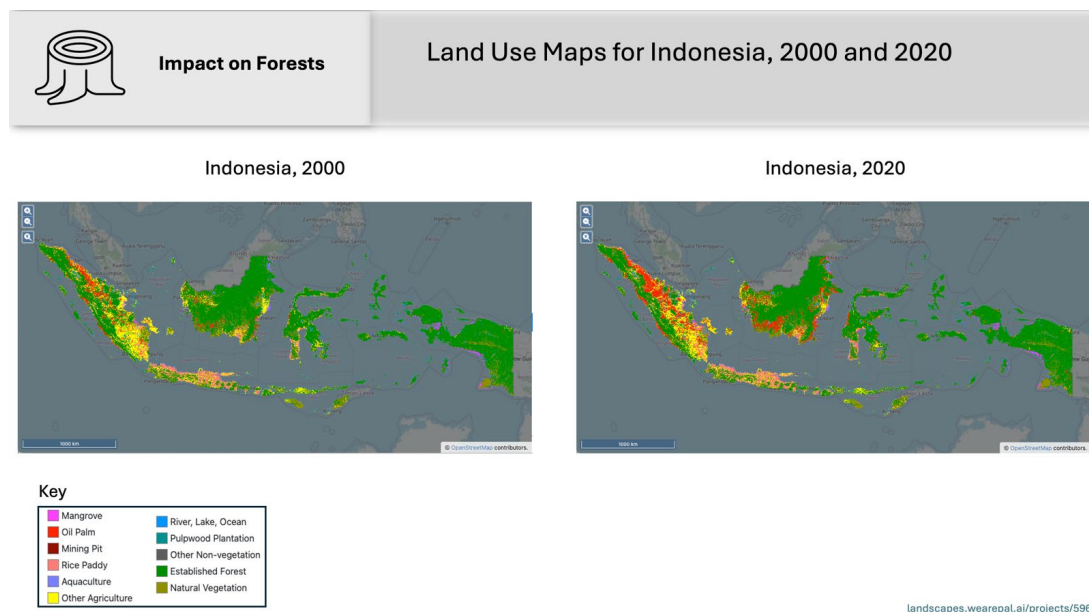 Impact on Forests
Land Use Maps for Indonesia, 2000 and 2020
Indonesia, 2000
Indonesia, 2020
1000 km
© OpenStreetMap contributors.
1000 km
© OpenStreetMap contributors.
Key
Mangrove
Oil Palm
Mining Pit
Rice Paddy
Aquaculture
Other Agriculture
River, Lake, Ocean
Pulpwood Plantation
Other Non-vegetation
Established Forest
Natural Vegetation
landscapes.wearepal.ai/projects/596